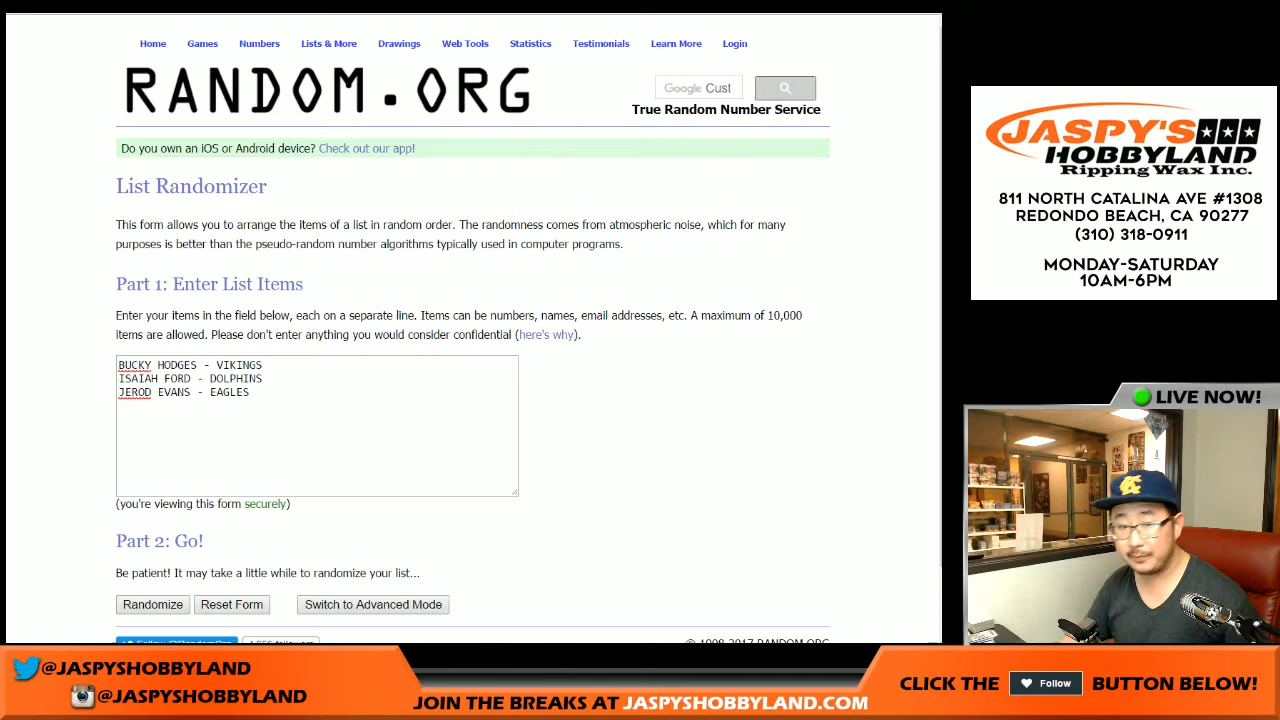 Home Games Numbers Lists & More Drawings Web Tools Statistics Testimonials Learn More Login
RANDOM.ORG
Google Cust
True Random Number Service
Do you own an iOS or Android device? Check out our app!
List Randomizer
This form allows you to arrange the items of a list in random order. The randomness comes from atmospheric noise, which for many
purposes is better than the pseudo-random number algorithms typically used in computer programs.
Part 1: Enter List Items
Enter your items in the field below, each on a separate line. Items can be numbers, names, email addresses, etc. A maximum of 10,000
items are allowed. Please don't enter anything you would consider confidential (here's why).
BUCKY HODGES - VIKINGS
ISAIAH FORD - DOLPHINS
JEROD EVANS - EAGLES
(you're viewing this form securely)
Part 2: Go!
Be patient! It may take a little while to randomize your list...
Randomize Reset Form Switch to Advanced Mode
JASPY'S
HOBBYLAND
Ripping Wax Inc.
811 NORTH CATALINA AVE #1308
REDONDO BEACH, CA 90277
(310) 318-0911
MONDAY-SATURDAY
10AM-6PM
LIVE NOW!
@JASPYSHOBBYLAND
@JASPYSHOBBYLAND
JOIN THE BREAKS AT JASPYSHOBBYLAND.COM
CLICK THE Follow BUTTON BELOW!